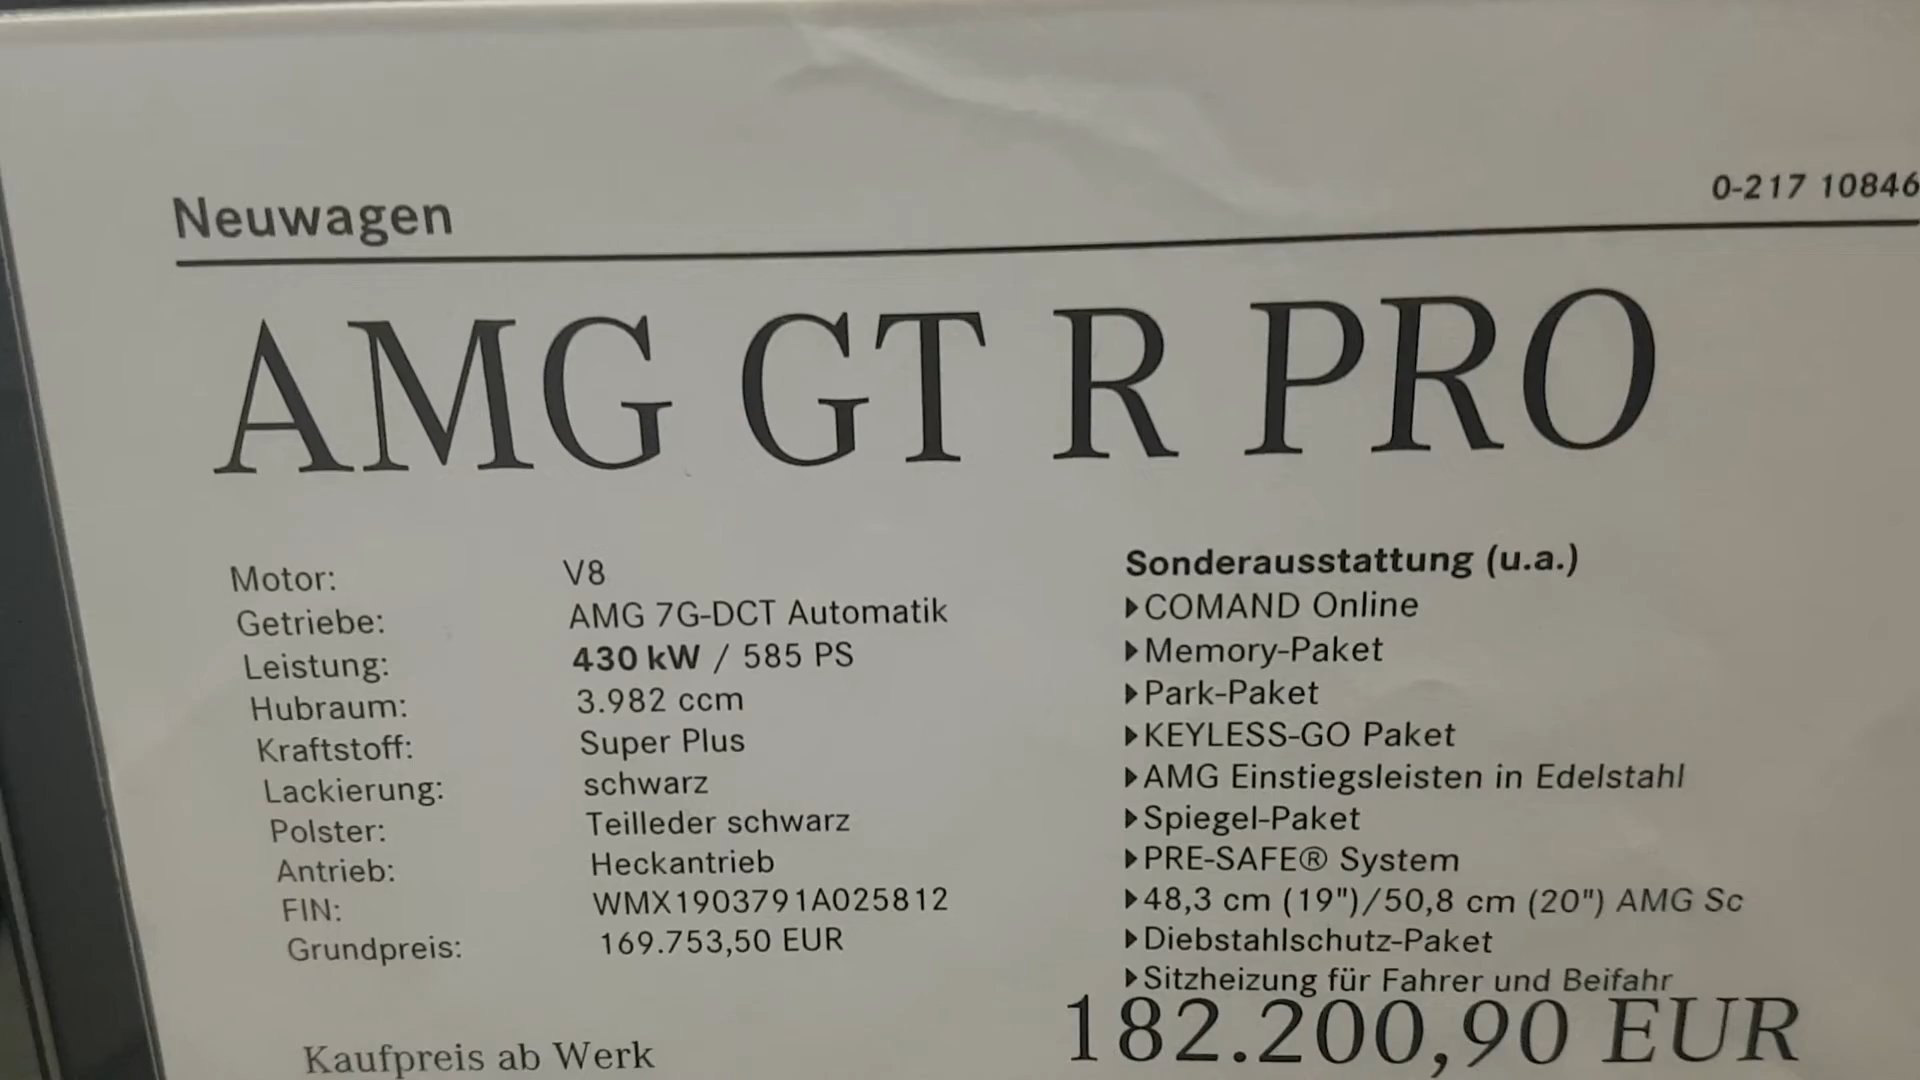 Neuwagen
0-217 10846
AMG GT R PRO
Motor: V8
Getriebe: AMG 7G-DCT Automatik
Leistung: 430 kW / 585 PS
Hubraum: 3.982 ccm
Kraftstoff: Super Plus
Lackierung: schwarz
Polster: Teilleder schwarz
Antrieb: Heckantrieb
FIN: WMX1903791A025812
Grundpreis: 169.753,50 EUR
Sonderausstattung (u.a.)
COMAND Online
Memory-Paket
Park-Paket
KEYLESS-GO Paket
AMG Einstiegsleisten in Edelstahl
Spiegel-Paket
PRE-SAFE® System
48,3 cm (19")/50,8 cm (20") AMG Sc
Diebstahlschutz-Paket
Sitzheizung für Fahrer und Beifahr
Kaufpreis ab Werk 182.200,90 EUR